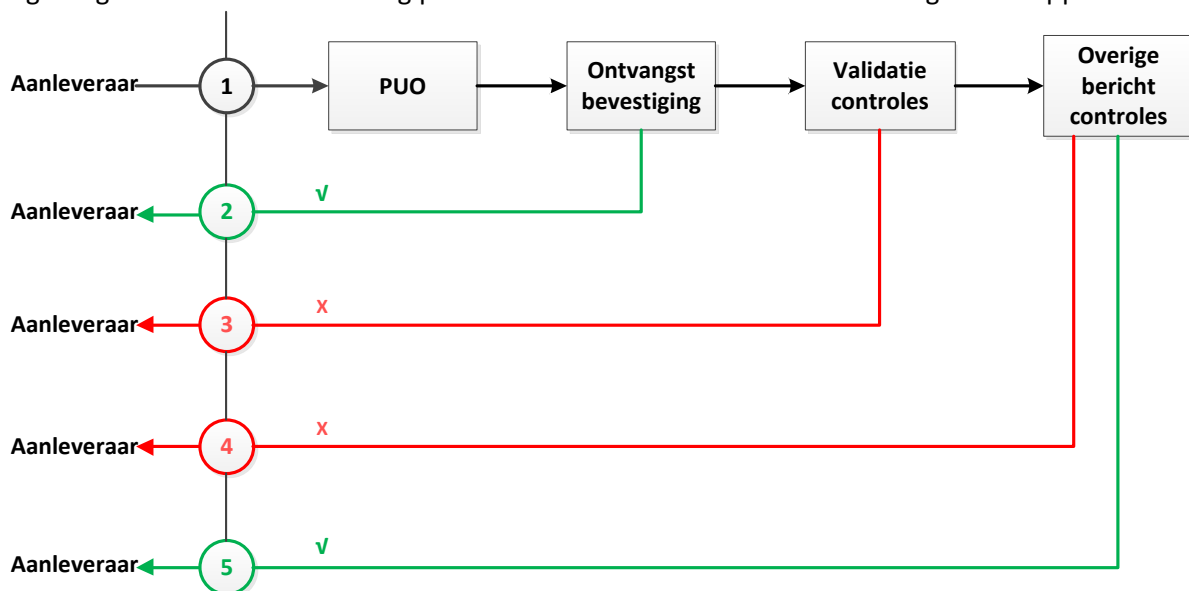 Aanleveraar
1
PUO
Ontvangst
bevestiging
Validatie
controles
Overige
bericht
controles
Aanleveraar
2
√
Aanleveraar
3
X
Aanleveraar
4
X
Aanleveraar
5
√